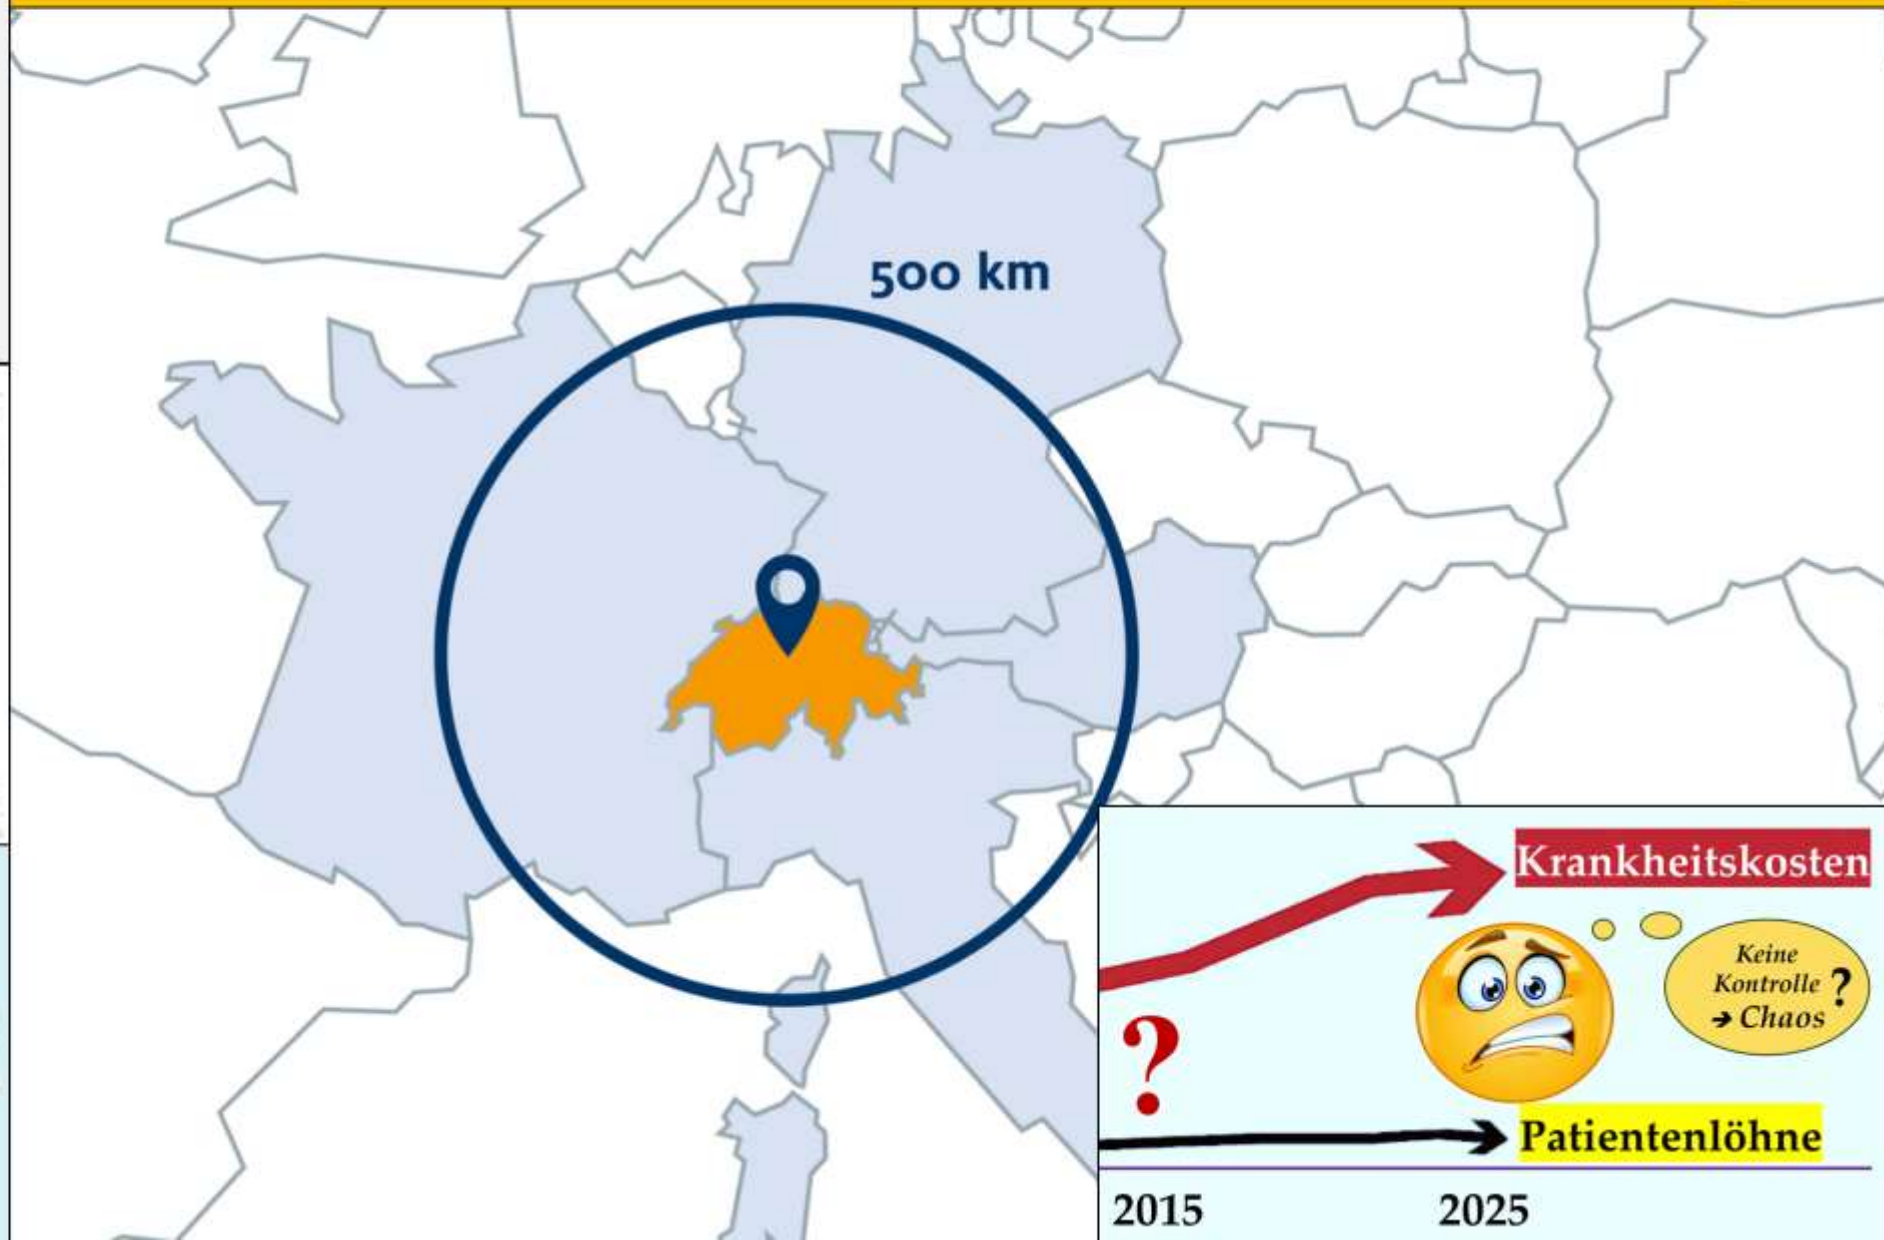 500 km
Krankheitskosten
Keine
Kontrolle ?
➔ Chaos
?
Patientenlöhne
2015 2025